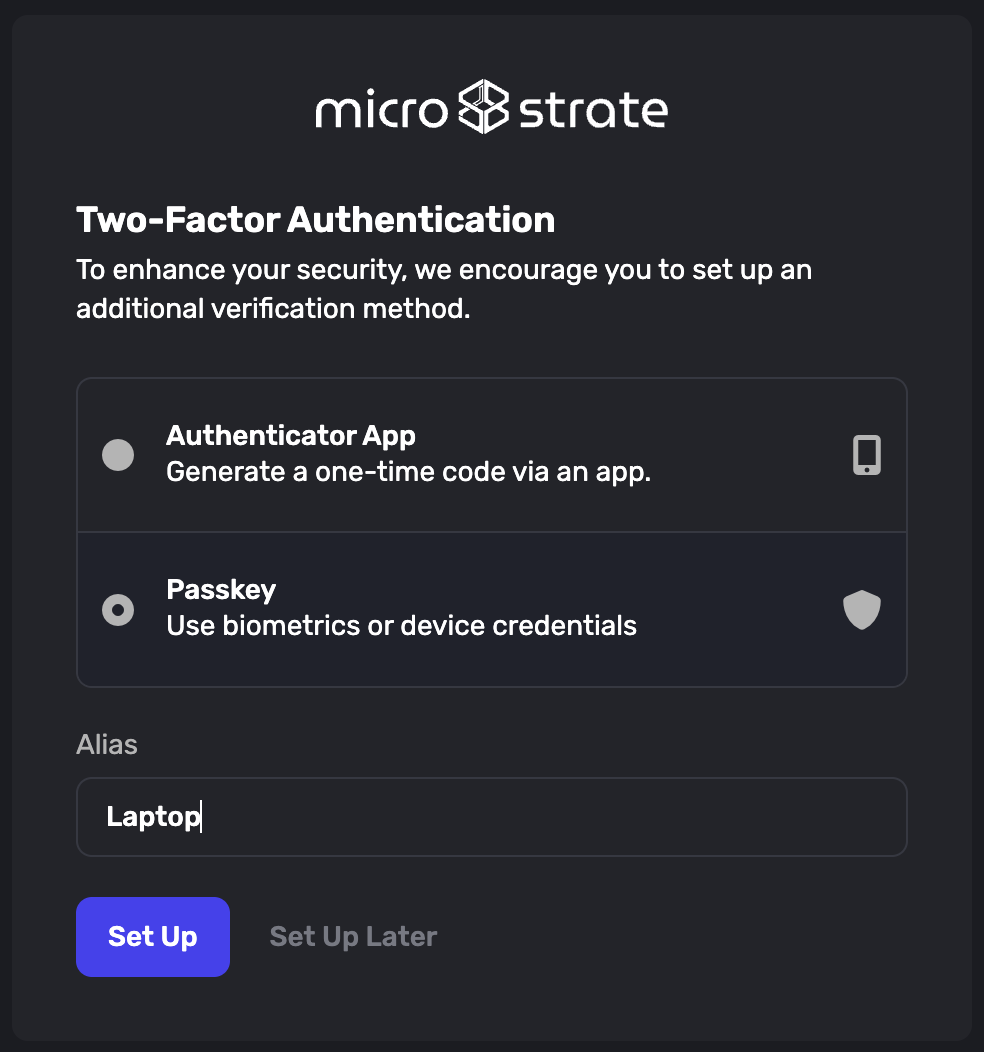 micro strate
Two-Factor Authentication
To enhance your security, we encourage you to set up an
additional verification method.
Authenticator App
Generate a one-time code via an app.
Passkey
Use biometrics or device credentials
Alias
Laptop
Set Up
Set Up Later